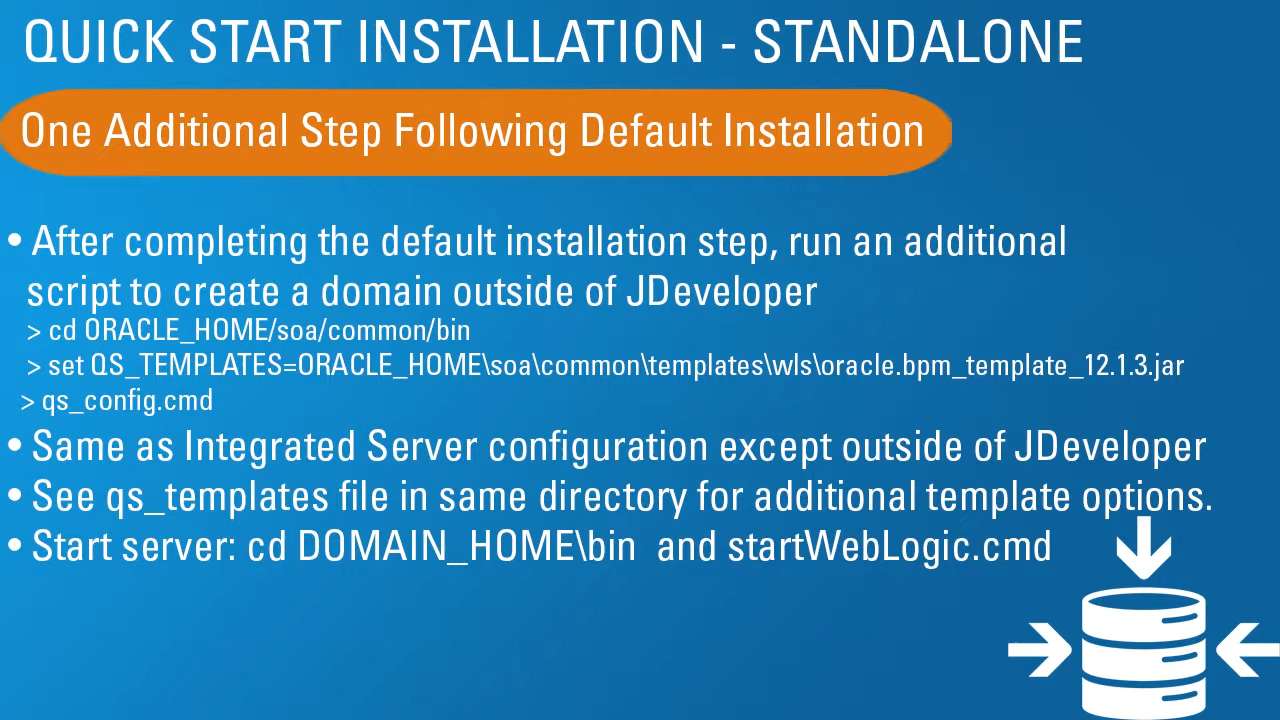 QUICK START INSTALLATION - STANDALONE
One Additional Step Following Default Installation
• After completing the default installation step, run an additional
script to create a domain outside of JDeveloper
> cd ORACLE_HOME/soa/common/bin
> set QS_TEMPLATES=ORACLE_HOME\soa\common\templates\wls\oracle.bpm_template_12.1.3.jar
> qs_config.cmd
• Same as Integrated Server configuration except outside of JDeveloper
• See qs_templates file in same directory for additional template options.
• Start server: cd DOMAIN_HOME\bin  and startWebLogic.cmd